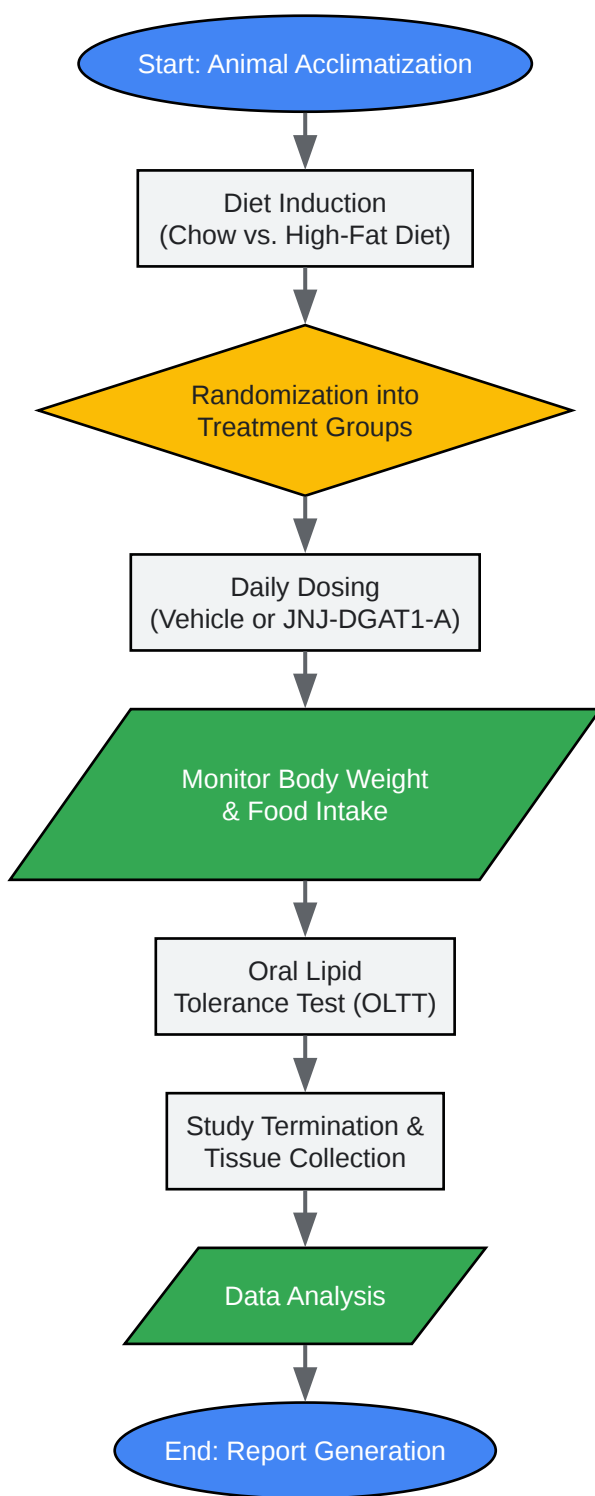 Start: Animal Acclimatization
Diet Induction
(Chow vs. High-Fat Diet)
Randomization into
Treatment Groups
Daily Dosing
(Vehicle or JNJ-DGAT1-A)
Monitor Body Weight
& Food Intake
Oral Lipid
Tolerance Test (OLTT)
Study Termination &
Tissue Collection
Data Analysis
End: Report Generation